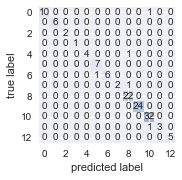 0 10 0 0 0 0 0 0 0 0 0 1 0 0
0 6 0 0 0 0 0 0 0 0 0 0 0
2 0 0 2 0 0 0 0 0 0 0 0 0 0
0 0 0 1 0 0 0 0 0 0 0 0 0
4 0 0 0 0 4 0 0 0 1 0 0 0 0
0 0 0 0 0 7 0 0 0 0 0 0 0
6 0 0 0 0 0 1 6 0 0 0 0 0 0
0 0 0 0 0 0 0 2 1 0 0 0 0
8 0 0 0 0 0 0 0 0 22 0 0 0 0
0 0 0 0 0 0 0 0 0 24 0 0 0
10 0 0 0 0 0 0 0 0 0 0 32 0 0
0 0 0 0 0 0 0 0 0 0 1 3 0
12 0 0 0 0 0 0 0 0 0 0 0 0 5
0 2 4 6 8 10 12
predicted label
true label